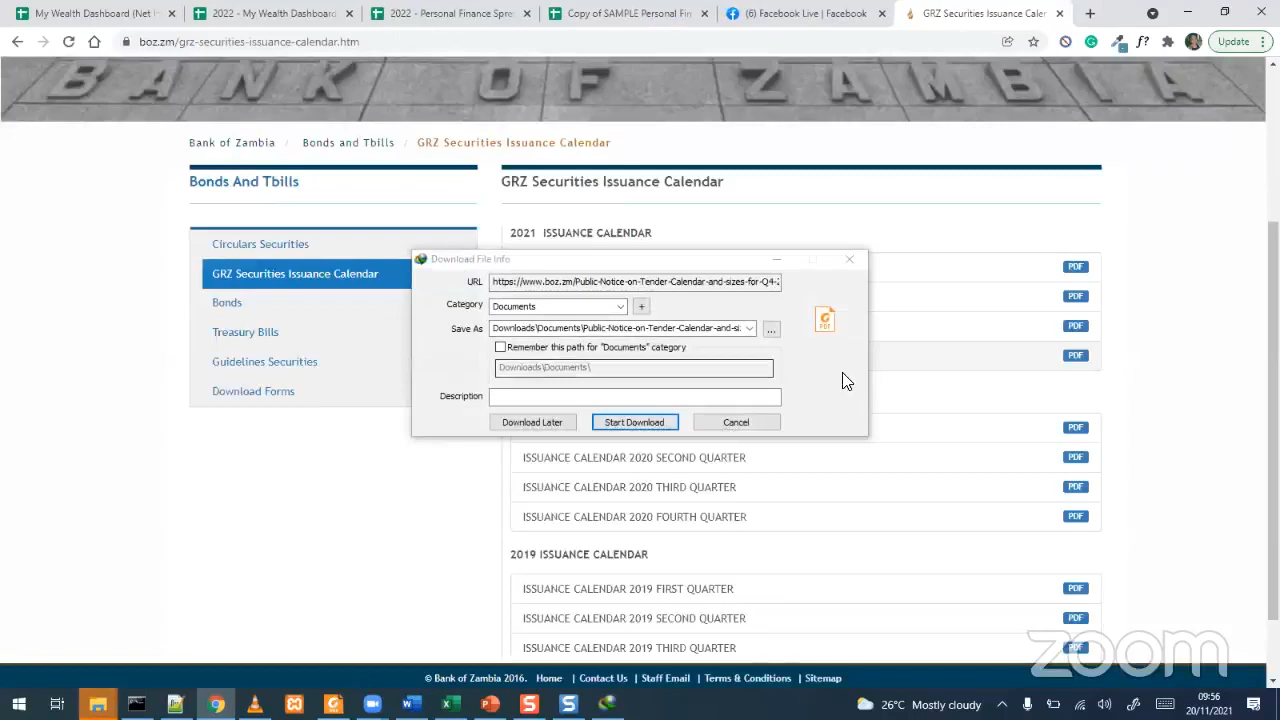 My Wealth Dashboard (Net
2022 - My Wealth Dashboard
2022 - Personal Finance Spre
Copy of SAMPLE Personal Fin
(6) Facebook Live | Facebook
GRZ Securities Issuance Calen
boz.zm/grz-securities-issuance-calendar.htm
f?
Update
BANK OF ZAMBIA
Bank of Zambia / Bonds and Tbills / GRZ Securities Issuance Calendar
Bonds And Tbills
GRZ Securities Issuance Calendar
Circulars Securities
GRZ Securities Issuance Calendar
Bonds
Treasury Bills
Guidelines Securities
Download Forms
2021 ISSUANCE CALENDAR
PDF
PDF
PDF
PDF
Download File Info
URL https://www.boz.zm/Public-Notice-on-Tender-Calendar-and-sizes-for-Q4-
Category Documents +
Save As Downloads\Documents\Public-Notice-on-Tender-Calendar-and-si ...
Remember this path for "Documents" category
Downloads\Documents\
Description
Download Later Start Download Cancel
PDF
PDF
ISSUANCE CALENDAR 2020 SECOND QUARTER PDF
ISSUANCE CALENDAR 2020 THIRD QUARTER PDF
ISSUANCE CALENDAR 2020 FOURTH QUARTER PDF
2019 ISSUANCE CALENDAR
ISSUANCE CALENDAR 2019 FIRST QUARTER PDF
ISSUANCE CALENDAR 2019 SECOND QUARTER PDF
ISSUANCE CALENDAR 2019 THIRD QUARTER PDF
zoom
© Bank of Zambia 2016. Home | Contact Us | Staff Email | Terms & Conditions | Sitemap
26°C Mostly cloudy
09:56
20/11/2021